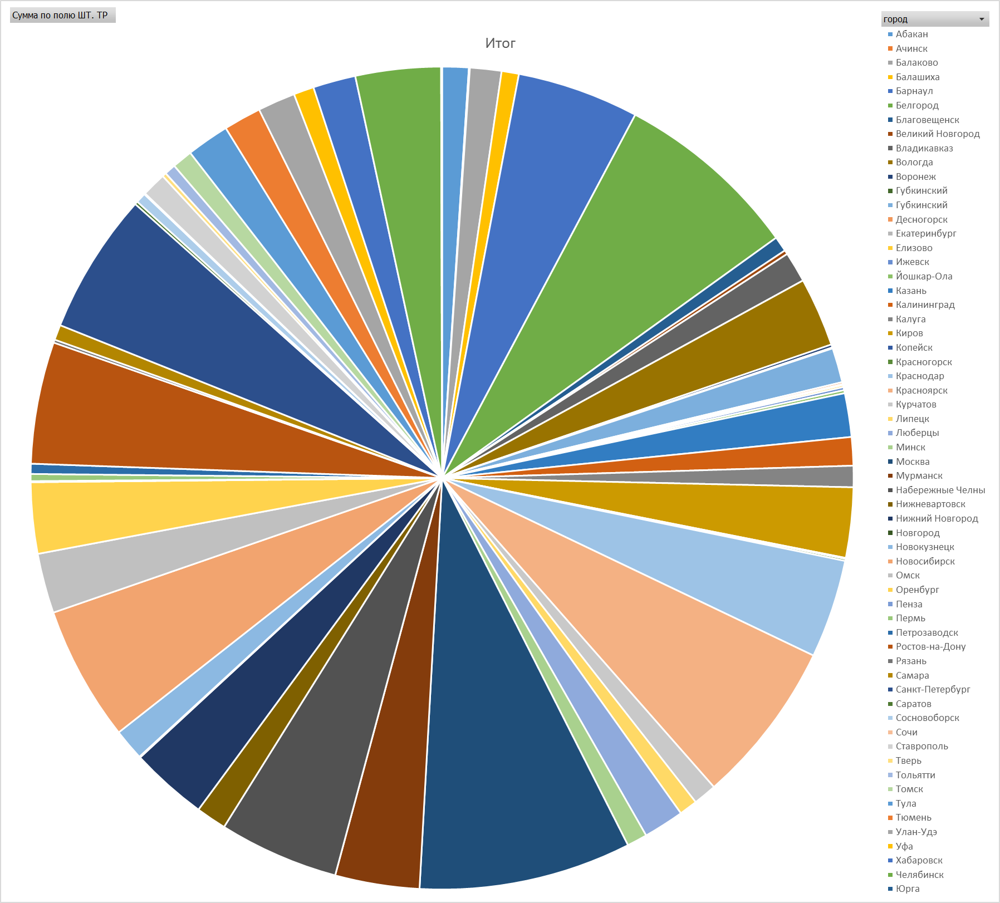 Сумма по полю ШТ. ТР
Итог
город
Абакан
Ачинск
Балаково
Балашиха
Барнаул
Белгород
Благовещенск
Великий Новгород
Владикавказ
Вологда
Воронеж
Губкинский
Губкинский
Десногорск
Екатеринбург
Елизово
Ижевск
Йошкар-Ола
Казань
Калининград
Калуга
Киров
Копейск
Красногорск
Краснодар
Красноярск
Курчатов
Липецк
Люберцы
Минск
Москва
Мурманск
Набережные Челны
Нижневартовск
Нижний Новгород
Новгород
Новокузнецк
Новосибирск
Омск
Оренбург
Пенза
Пермь
Петрозаводск
Ростов-на-Дону
Рязань
Самара
Санкт-Петербург
Саратов
Сосновоборск
Сочи
Ставрополь
Тверь
Тольятти
Томск
Тула
Тюмень
Улан-Удэ
Уфа
Хабаровск
Челябинск
Юрга